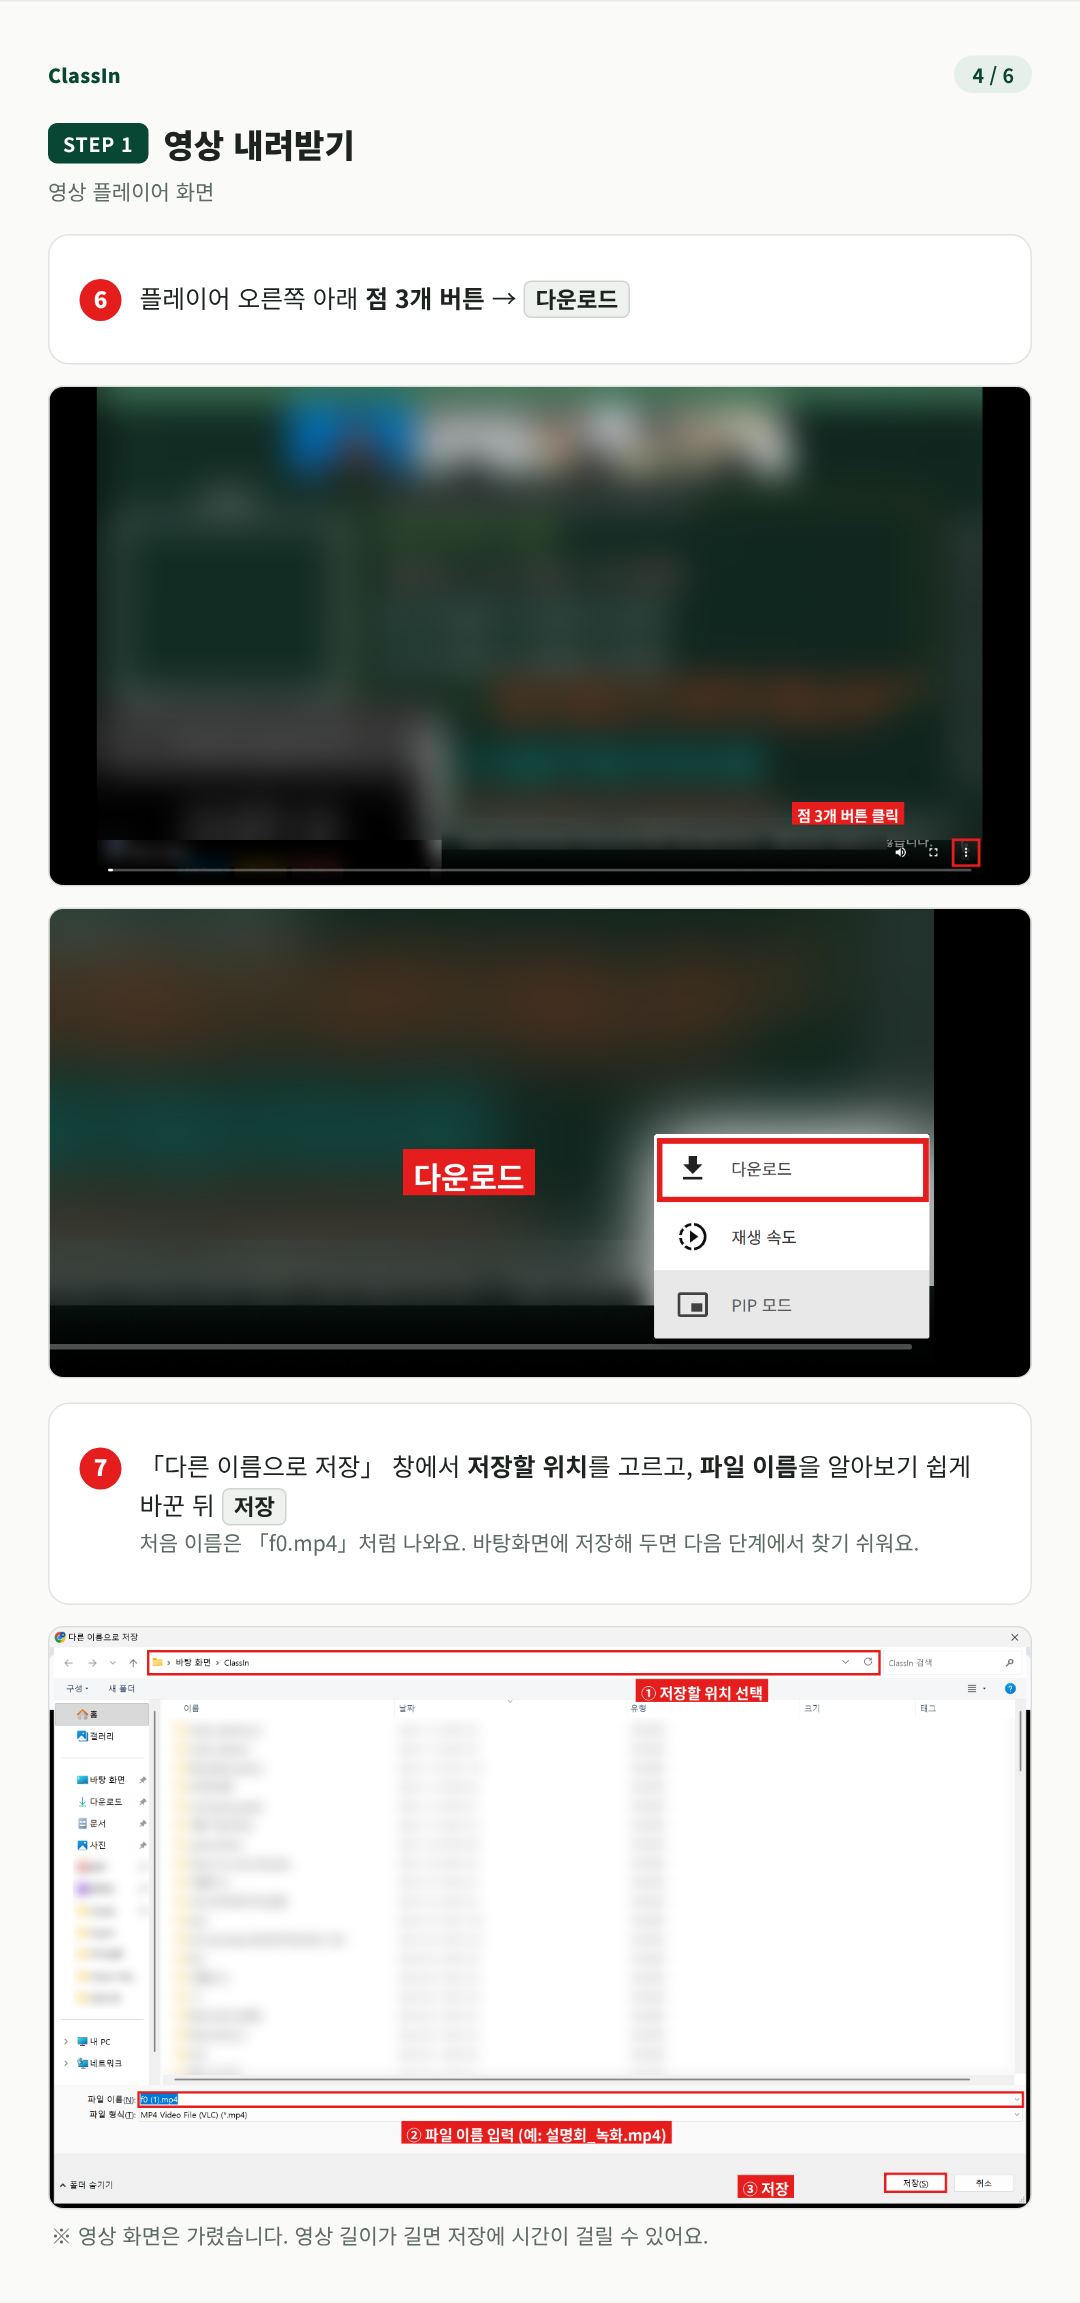 ClassIn
4 / 6
STEP 1 영상 내려받기
영상 플레이어 화면
6 플레이어 오른쪽 아래 점 3개 버튼 → 다운로드
점 3개 버튼 클릭
다운로드
다운로드
재생 속도
PIP 모드
7 「다른 이름으로 저장」 창에서 저장할 위치를 고르고, 파일 이름을 알아보기 쉽게
바꾼 뒤 저장
처음 이름은 「f0.mp4」처럼 나와요. 바탕화면에 저장해 두면 다음 단계에서 찾기 쉬워요.
다른 이름으로 저장
바탕 화면 › ClassIn
ClassIn 검색
구성 새 폴더
① 저장할 위치 선택
이름 날짜 유형 크기 태그
홈
갤러리
바탕 화면
다운로드
문서
사진
내 PC
네트워크
파일 이름(N): f0 (1).mp4
파일 형식(T): MP4 Video File (VLC) (*.mp4)
② 파일 이름 입력 (예: 설명회_녹화.mp4)
폴더 숨기기
③ 저장
저장(S)
취소
※ 영상 화면은 가렸습니다. 영상 길이가 길면 저장에 시간이 걸릴 수 있어요.